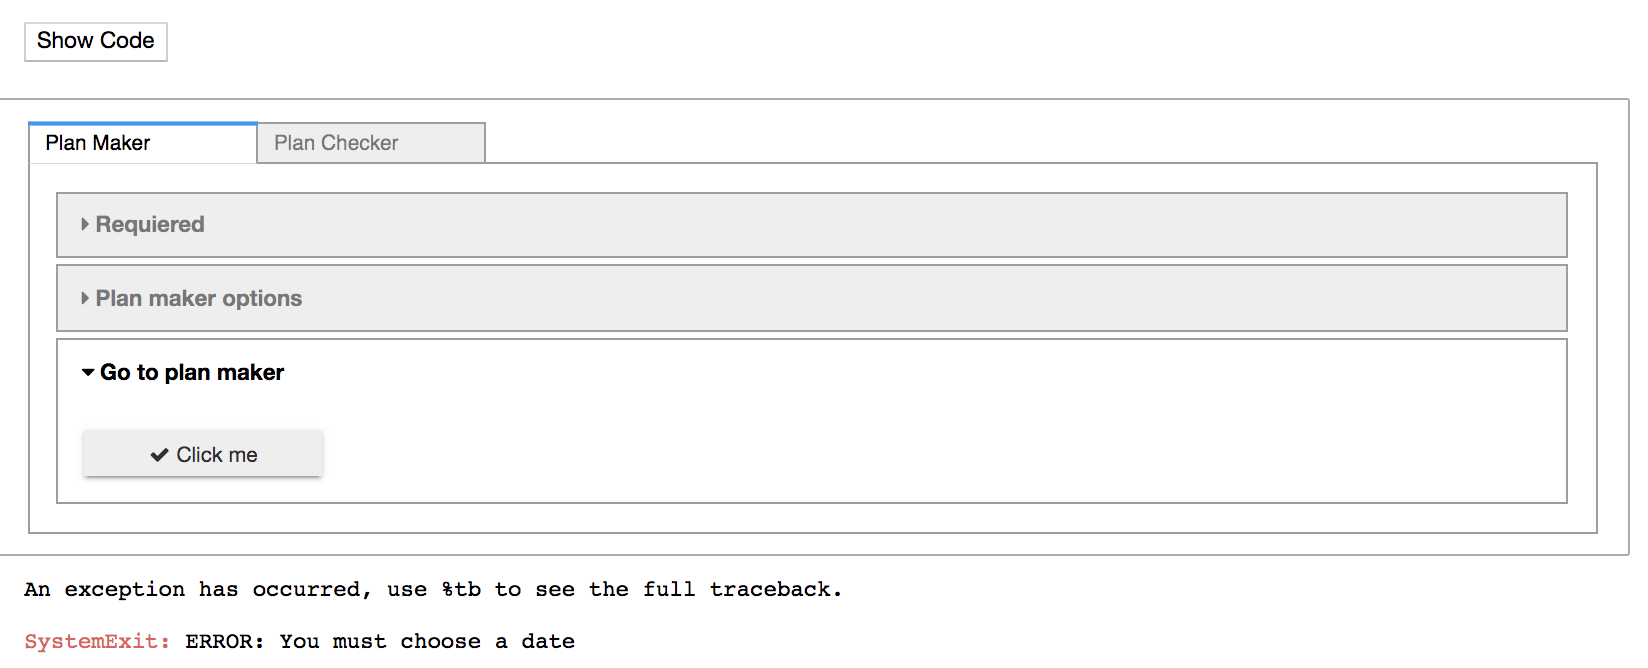 Show Code
Plan Maker
Plan Checker
Requiered
Plan maker options
Go to plan maker
Click me
An exception has occurred, use %tb to see the full traceback.
SystemExit: ERROR: You must choose a date